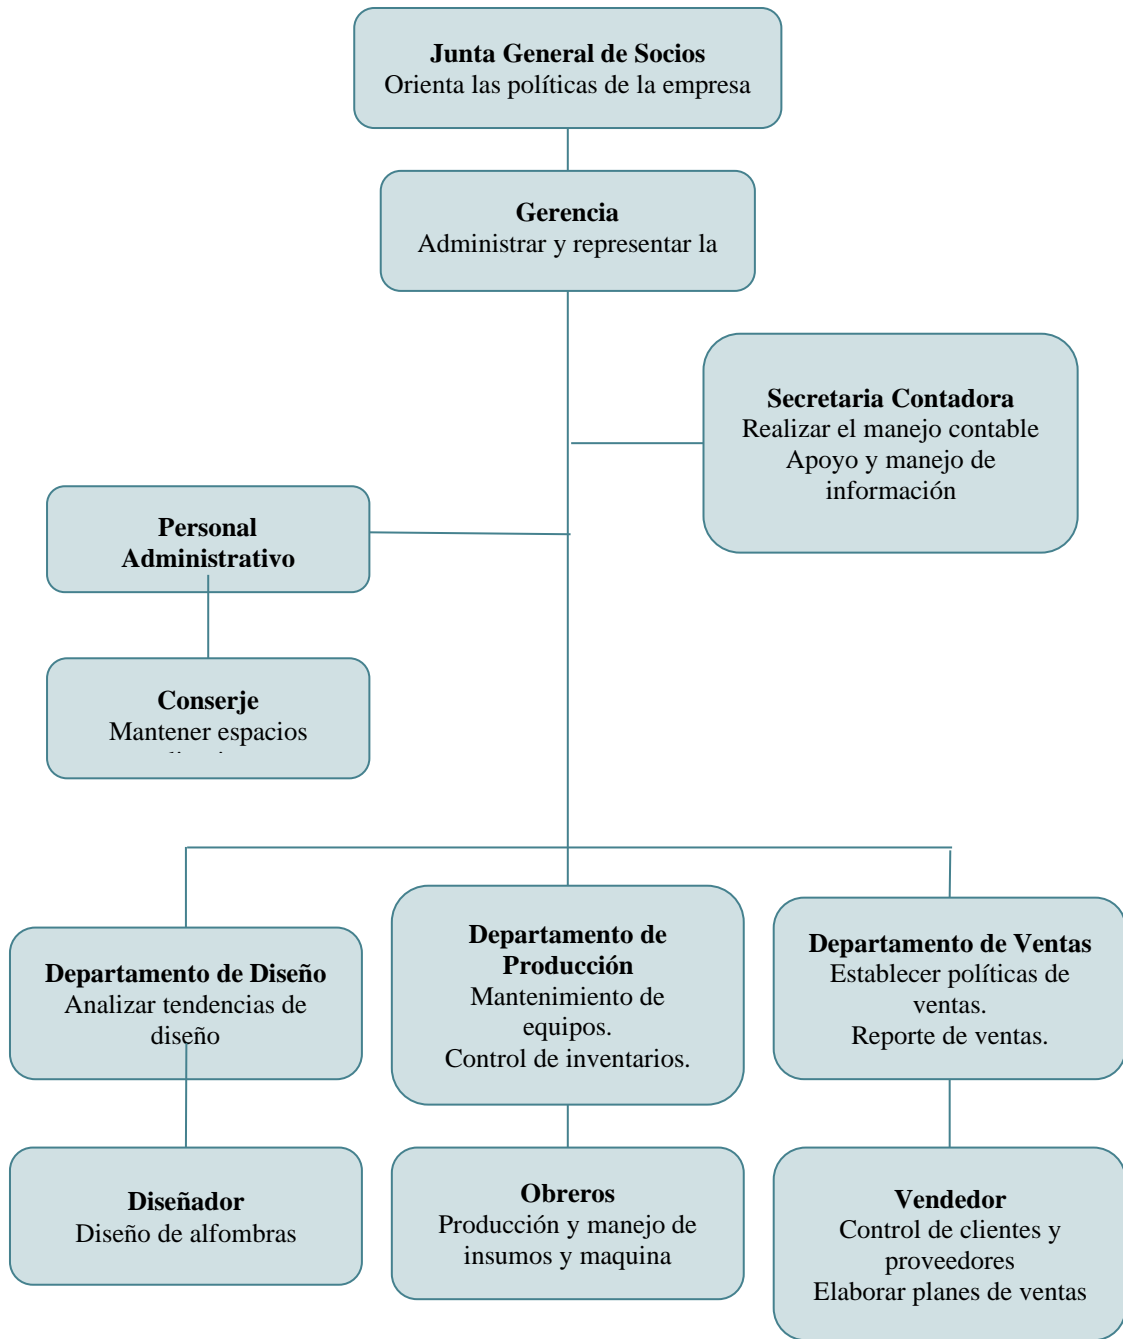 Junta General de Socios
Orienta las políticas de la empresa
Gerencia
Administrar y representar la
Secretaria Contadora
Realizar el manejo contable
Apoyo y manejo de
información
Personal
Administrativo
Conserje
Mantener espacios
Departamento de Diseño
Analizar tendencias de
diseño
Departamento de
Producción
Mantenimiento de
equipos.
Control de inventarios.
Departamento de Ventas
Establecer políticas de
ventas.
Reporte de ventas.
Diseñador
Diseño de alfombras
Obreros
Producción y manejo de
insumos y maquina
Vendedor
Control de clientes y
proveedores
Elaborar planes de ventas